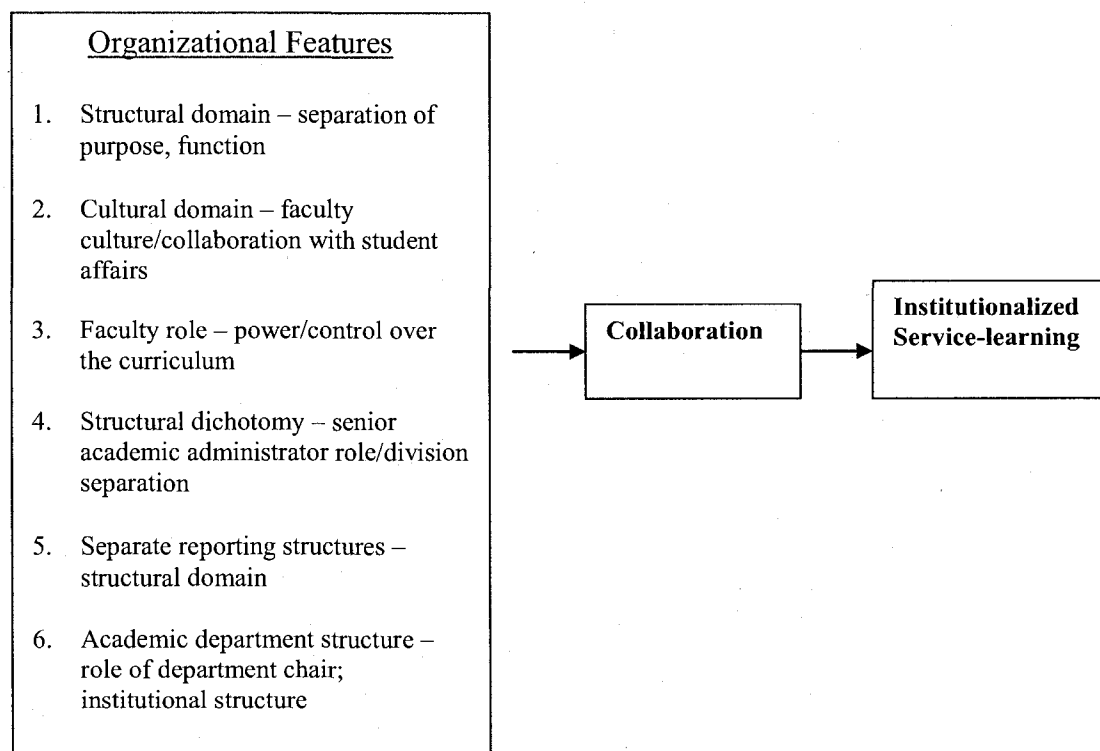 Organizational Features
1. Structural domain – separation of
purpose, function
2. Cultural domain – faculty
culture/collaboration with student
affairs
3. Faculty role – power/control over
the curriculum
4. Structural dichotomy – senior
academic administrator role/division
separation
5. Separate reporting structures –
structural domain
6. Academic department structure –
role of department chair;
institutional structure
Collaboration
Institutionalized
Service-learning